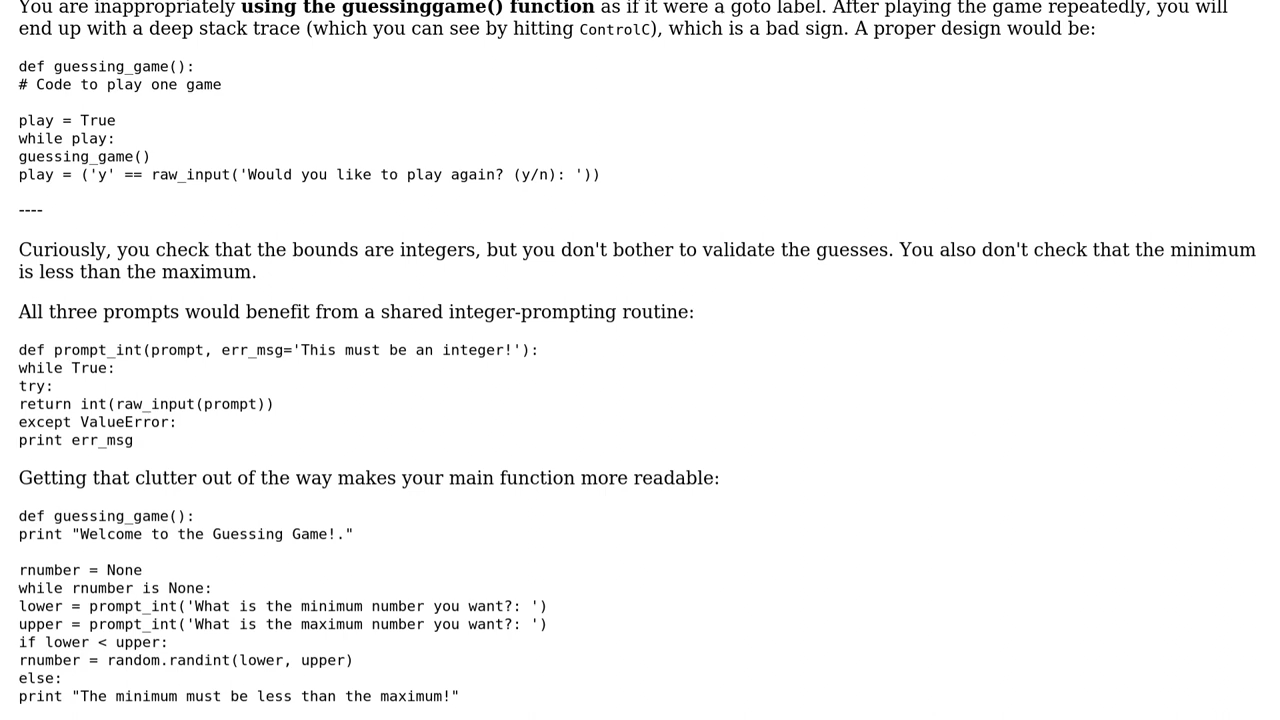 You are inappropriately using the guessinggame() function as if it were a goto label. After playing the game repeatedly, you will
end up with a deep stack trace (which you can see by hitting ControlC), which is a bad sign. A proper design would be:
def guessing_game():
# Code to play one game
play = True
while play:
guessing_game()
play = ('y' == raw_input('Would you like to play again? (y/n): '))
----
Curiously, you check that the bounds are integers, but you don't bother to validate the guesses. You also don't check that the minimum
is less than the maximum.
All three prompts would benefit from a shared integer-prompting routine:
def prompt_int(prompt, err_msg='This must be an integer!'):
while True:
try:
return int(raw_input(prompt))
except ValueError:
print err_msg
Getting that clutter out of the way makes your main function more readable:
def guessing_game():
print "Welcome to the Guessing Game!."
rnumber = None
while rnumber is None:
lower = prompt_int('What is the minimum number you want?: ')
upper = prompt_int('What is the maximum number you want?: ')
if lower < upper:
rnumber = random.randint(lower, upper)
else:
print "The minimum must be less than the maximum!"